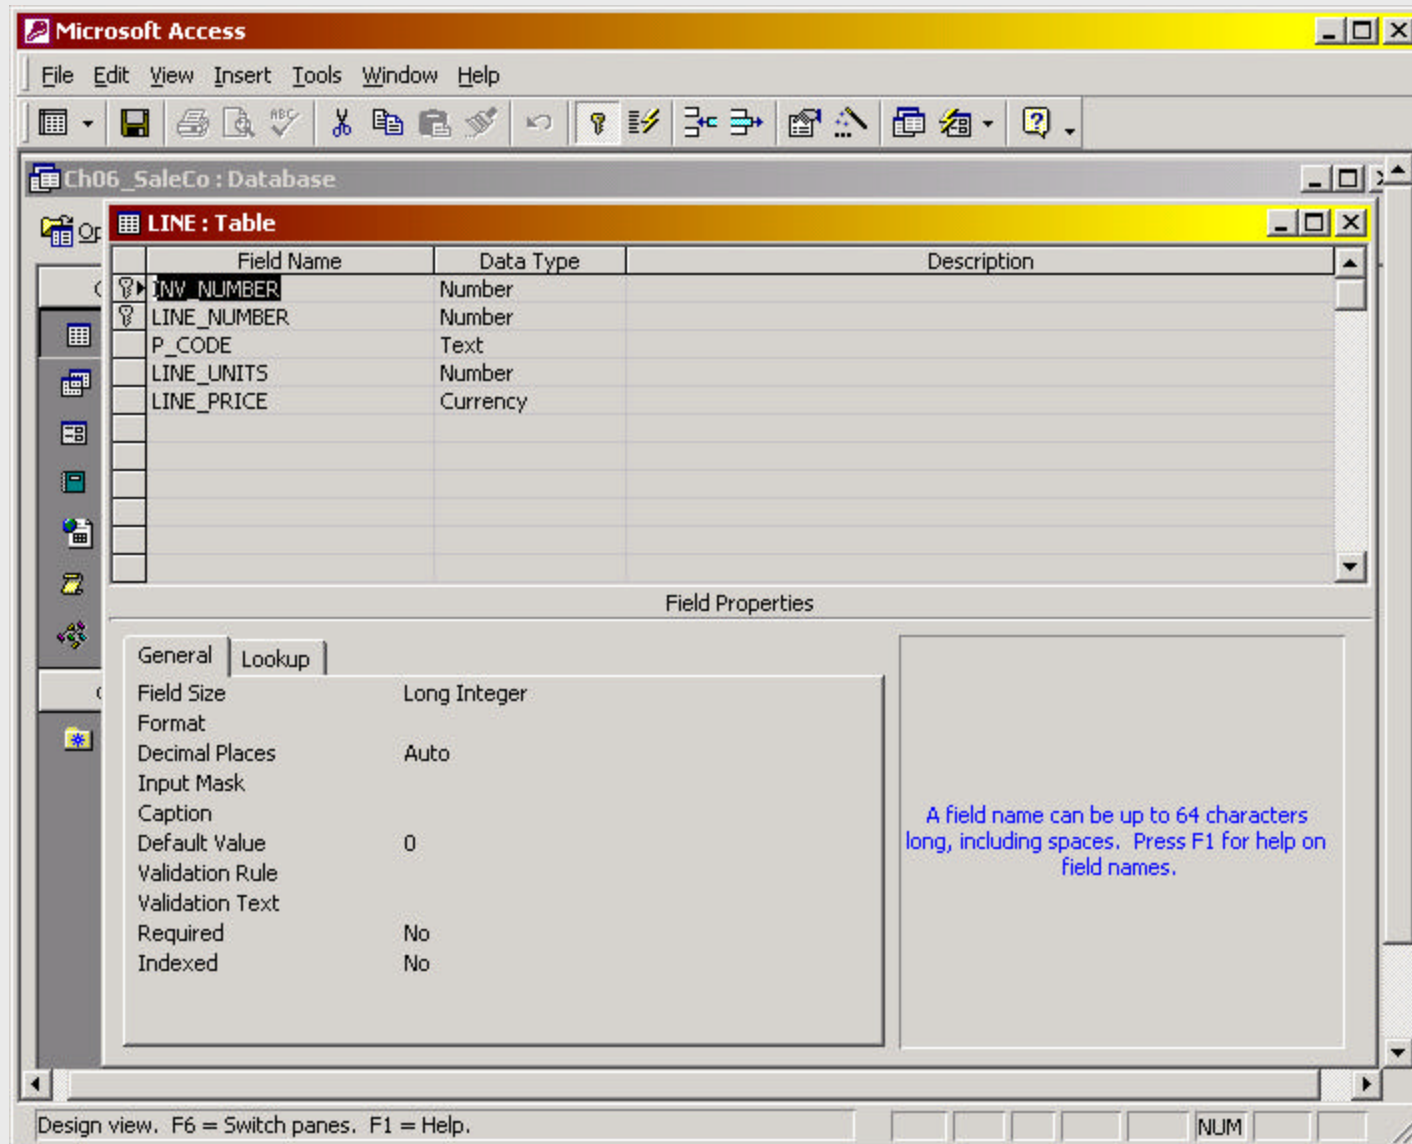 Microsoft Access
File Edit View Insert Tools Window Help
ABC
Ch06_SaleCo : Database
LINE : Table
Field Name Data Type Description
INV_NUMBER Number
LINE_NUMBER Number
P_CODE Text
LINE_UNITS Number
LINE_PRICE Currency
Field Properties
General Lookup
Field Size Long Integer
Format
Decimal Places Auto
Input Mask
Caption
Default Value 0
Validation Rule
Validation Text
Required No
Indexed No
A field name can be up to 64 characters
long, including spaces. Press F1 for help on
field names.
Design view. F6 = Switch panes. F1 = Help.
NUM